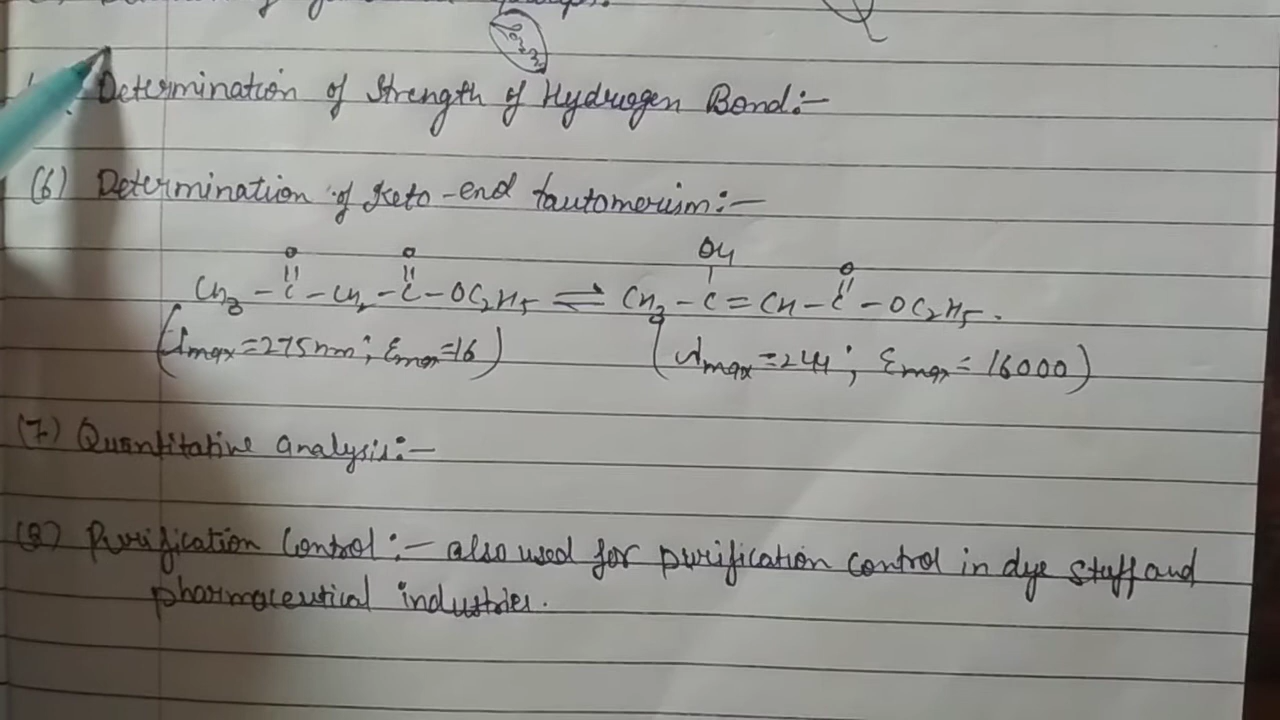 Determination of Strength of Hydrogen Bond:-
(6) Determination of Keto-enol tautomerism:-
O O OH O
CH3 - C - CH2 - C - OC2H5 ⇌ CH3 - C = CH - C - OC2H5.
(λmax = 275nm; εmax = 16) (λmax = 244; εmax = 16000)
(7) Quantitative analysis:-
(8) Purification Control:- also used for purification control in dye stuff and
pharmaceutical industries.